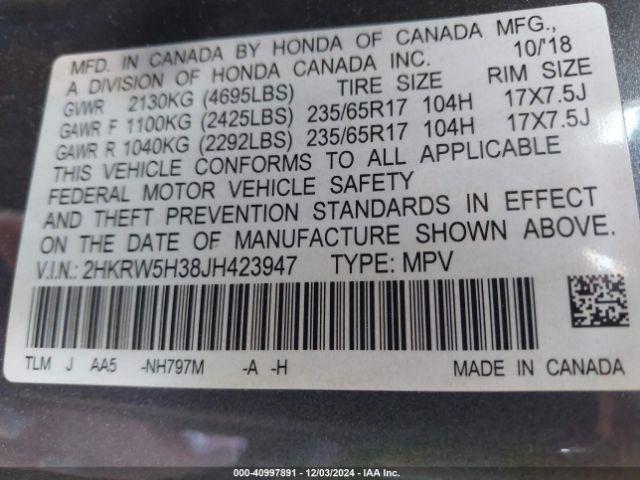 MFD. IN CANADA BY HONDA OF CANADA MFG.,
A DIVISION OF HONDA CANADA INC. 10/'18
GVWR 2130KG (4695LBS) TIRE SIZE RIM SIZE
GAWR F 1100KG (2425LBS) 235/65R17 104H 17X7.5J
GAWR R 1040KG (2292LBS) 235/65R17 104H 17X7.5J
THIS VEHICLE CONFORMS TO ALL APPLICABLE
FEDERAL MOTOR VEHICLE SAFETY
AND THEFT PREVENTION STANDARDS IN EFFECT
ON THE DATE OF MANUFACTURE SHOWN ABOVE.
V.I.N.: 2HKRW5H38JH423947 TYPE: MPV
TLM J AA5 -NH797M -A -H MADE IN CANADA
000-40997891 - 12/03/2024 - IAA Inc.